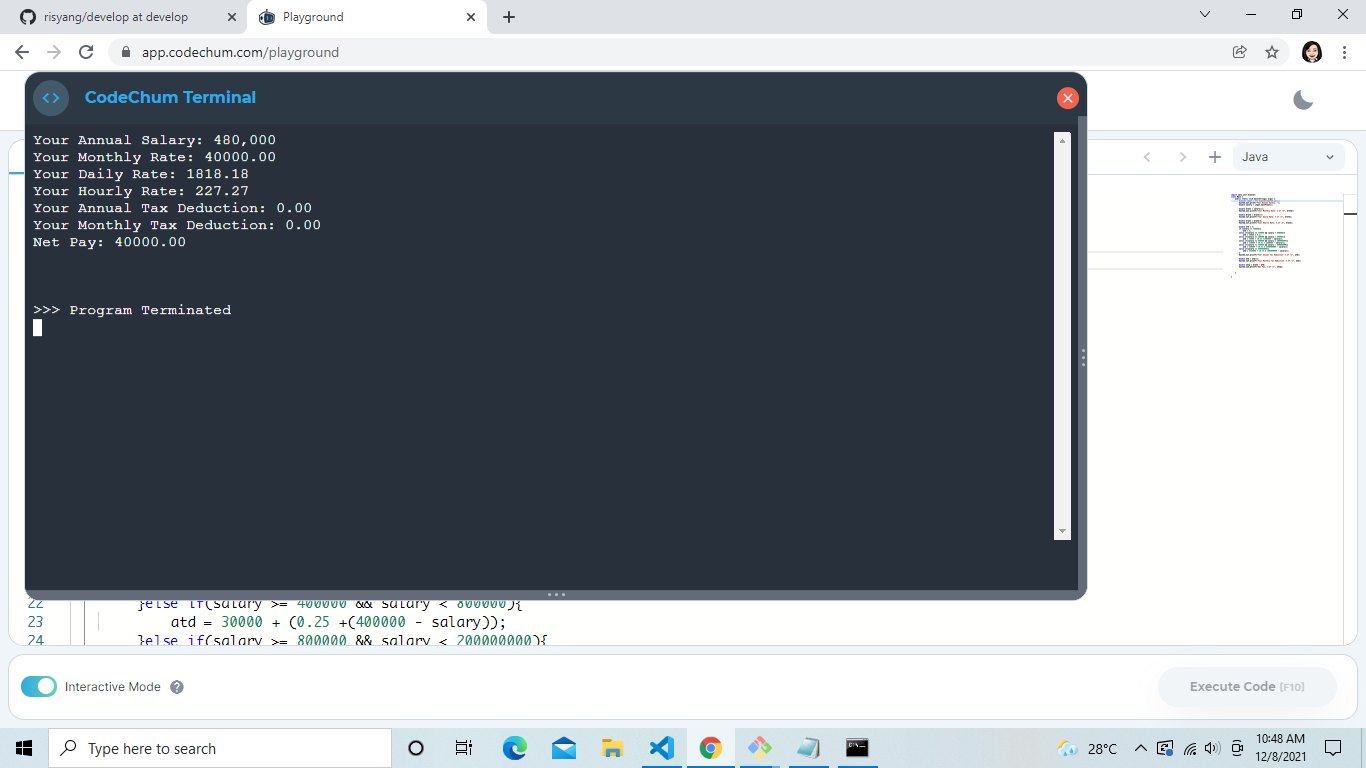 risyang/develop at develop
Playground
app.codechum.com/playground
CodeChum Terminal
Your Annual Salary: 480,000
Your Monthly Rate: 40000.00
Your Daily Rate: 1818.18
Your Hourly Rate: 227.27
Your Annual Tax Deduction: 0.00
Your Monthly Tax Deduction: 0.00
Net Pay: 40000.00
>>> Program Terminated
Java
22 }else if(salary >= 400000 && salary < 800000){
23 atd = 30000 + (0.25 +(400000 - salary));
24 }else if(salary >= 800000 && salary < 200000000){
Interactive Mode ?
Execute Code [F10]
Type here to search
28°C
10:48 AM
12/8/2021